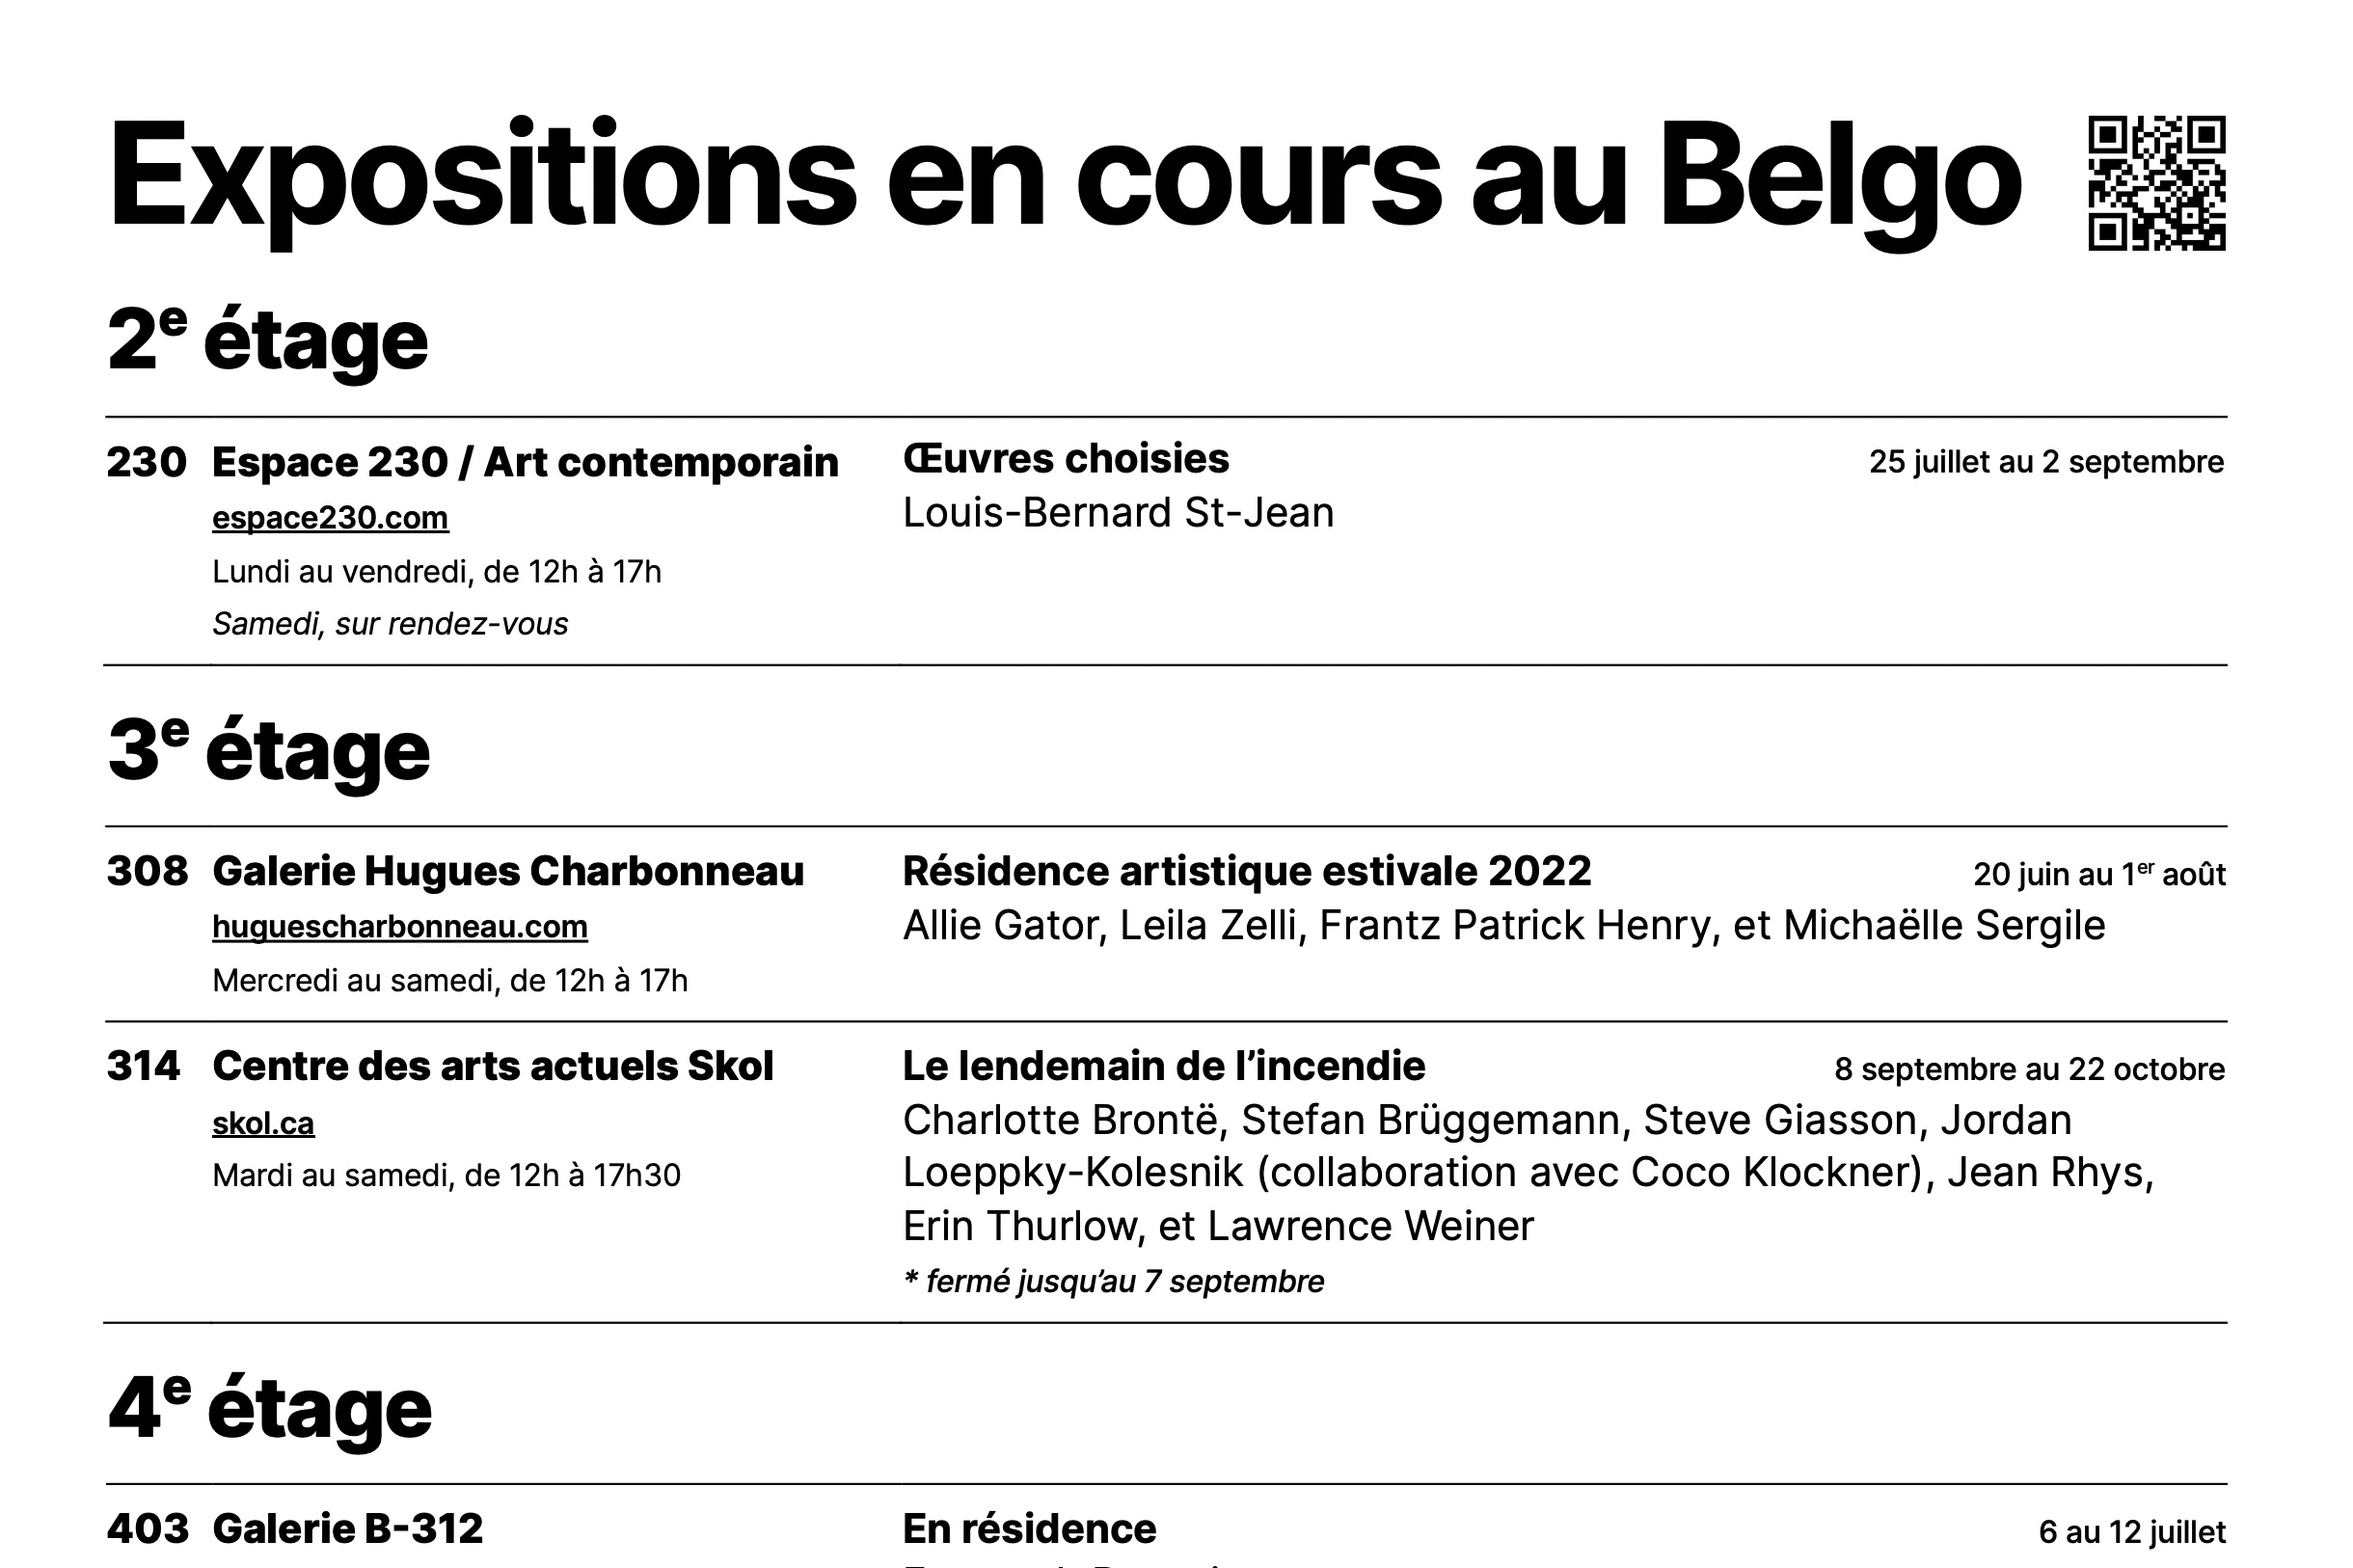 Expositions en cours au Belgo
2e étage
230 Espace 230 / Art contemporain Œuvres choisies 25 juillet au 2 septembre
espace230.com Louis-Bernard St-Jean
Lundi au vendredi, de 12h à 17h
Samedi, sur rendez-vous
3e étage
308 Galerie Hugues Charbonneau Résidence artistique estivale 2022 20 juin au 1er août
huguescharbonneau.com Allie Gator, Leila Zelli, Frantz Patrick Henry, et Michaëlle Sergile
Mercredi au samedi, de 12h à 17h
314 Centre des arts actuels Skol Le lendemain de l’incendie 8 septembre au 22 octobre
skol.ca Charlotte Brontë, Stefan Brüggemann, Steve Giasson, Jordan
Mardi au samedi, de 12h à 17h30 Loeppky-Kolesnik (collaboration avec Coco Klockner), Jean Rhys,
Erin Thurlow, et Lawrence Weiner
* fermé jusqu’au 7 septembre
4e étage
403 Galerie B-312 En résidence 6 au 12 juillet